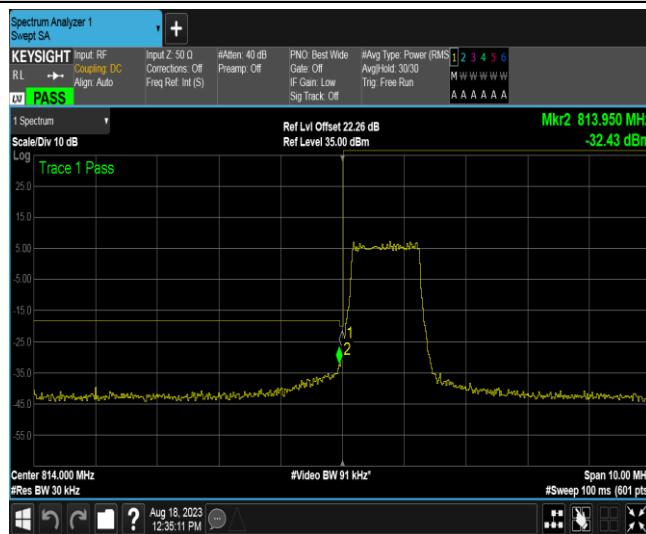 Spectrum Analyzer 1
Swept SA
+
KEYSIGHT
RL
LXI PASS
Input: RF
Coupling: DC
Align: Auto
Input Z: 50 Ω
Corrections: Off
Freq Ref: Int (S)
#Atten: 40 dB
Preamp: Off
PNO: Best Wide
Gate: Off
IF Gain: Low
Sig Track: Off
#Avg Type: Power (RMS
Avg|Hold: 30/30
Trig: Free Run
1 2 3 4 5 6
M W W W W W
A A A A A A
1 Spectrum
Scale/Div 10 dB
Ref Lvl Offset 22.26 dB
Ref Level 35.00 dBm
Mkr2 813.950 MHz
-32.43 dBm
Log
Trace 1 Pass
25.0
15.0
5.00
-5.00
-15.0
-25.0
-35.0
-45.0
-55.0
1
2
Center 814.000 MHz
#Res BW 30 kHz
#Video BW 91 kHz*
Span 10.00 MH
#Sweep 100 ms (601 pts
?
Aug 18, 2023
12:35:11 PM